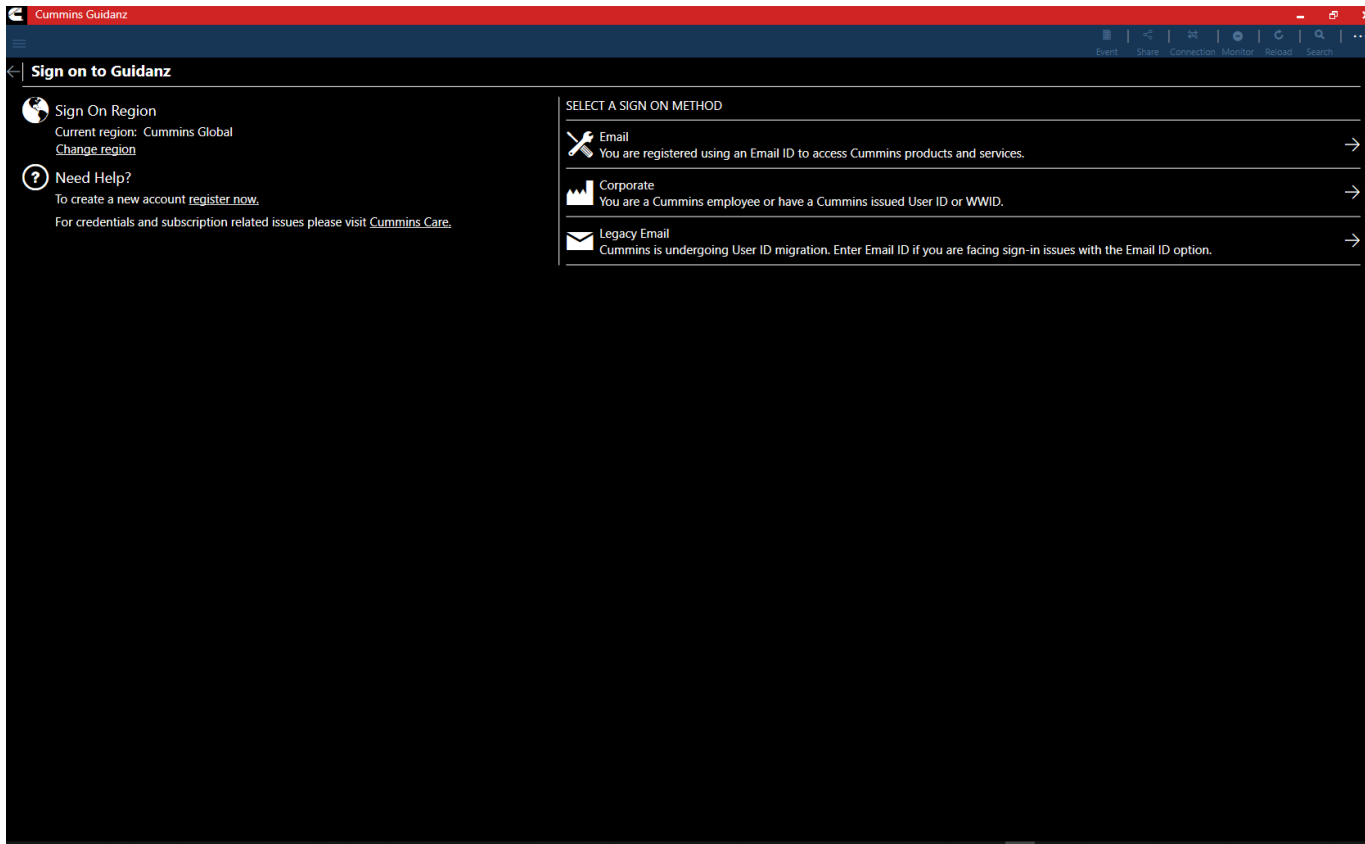 Cummins Guidanz
Event Share Connection Monitor Reload Search
Sign on to Guidanz
Sign On Region
Current region: Cummins Global
Change region
Need Help?
To create a new account register now.
For credentials and subscription related issues please visit Cummins Care.
SELECT A SIGN ON METHOD
Email
You are registered using an Email ID to access Cummins products and services.
Corporate
You are a Cummins employee or have a Cummins issued User ID or WWID.
Legacy Email
Cummins is undergoing User ID migration. Enter Email ID if you are facing sign-in issues with the Email ID option.